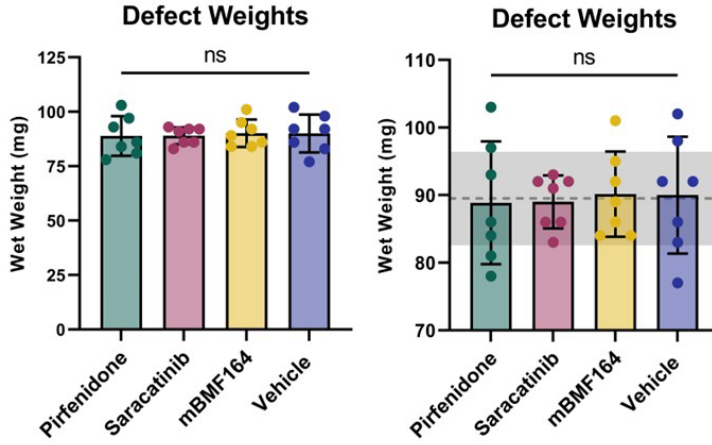 Defect Weights
ns
Wet Weight (mg)
125
100
75
50
25
0
Pirfenidone
Saracatinib
mBMF164
Vehicle
Defect Weights
ns
Wet Weight (mg)
110
100
90
80
70
Pirfenidone
Saracatinib
mBMF164
Vehicle